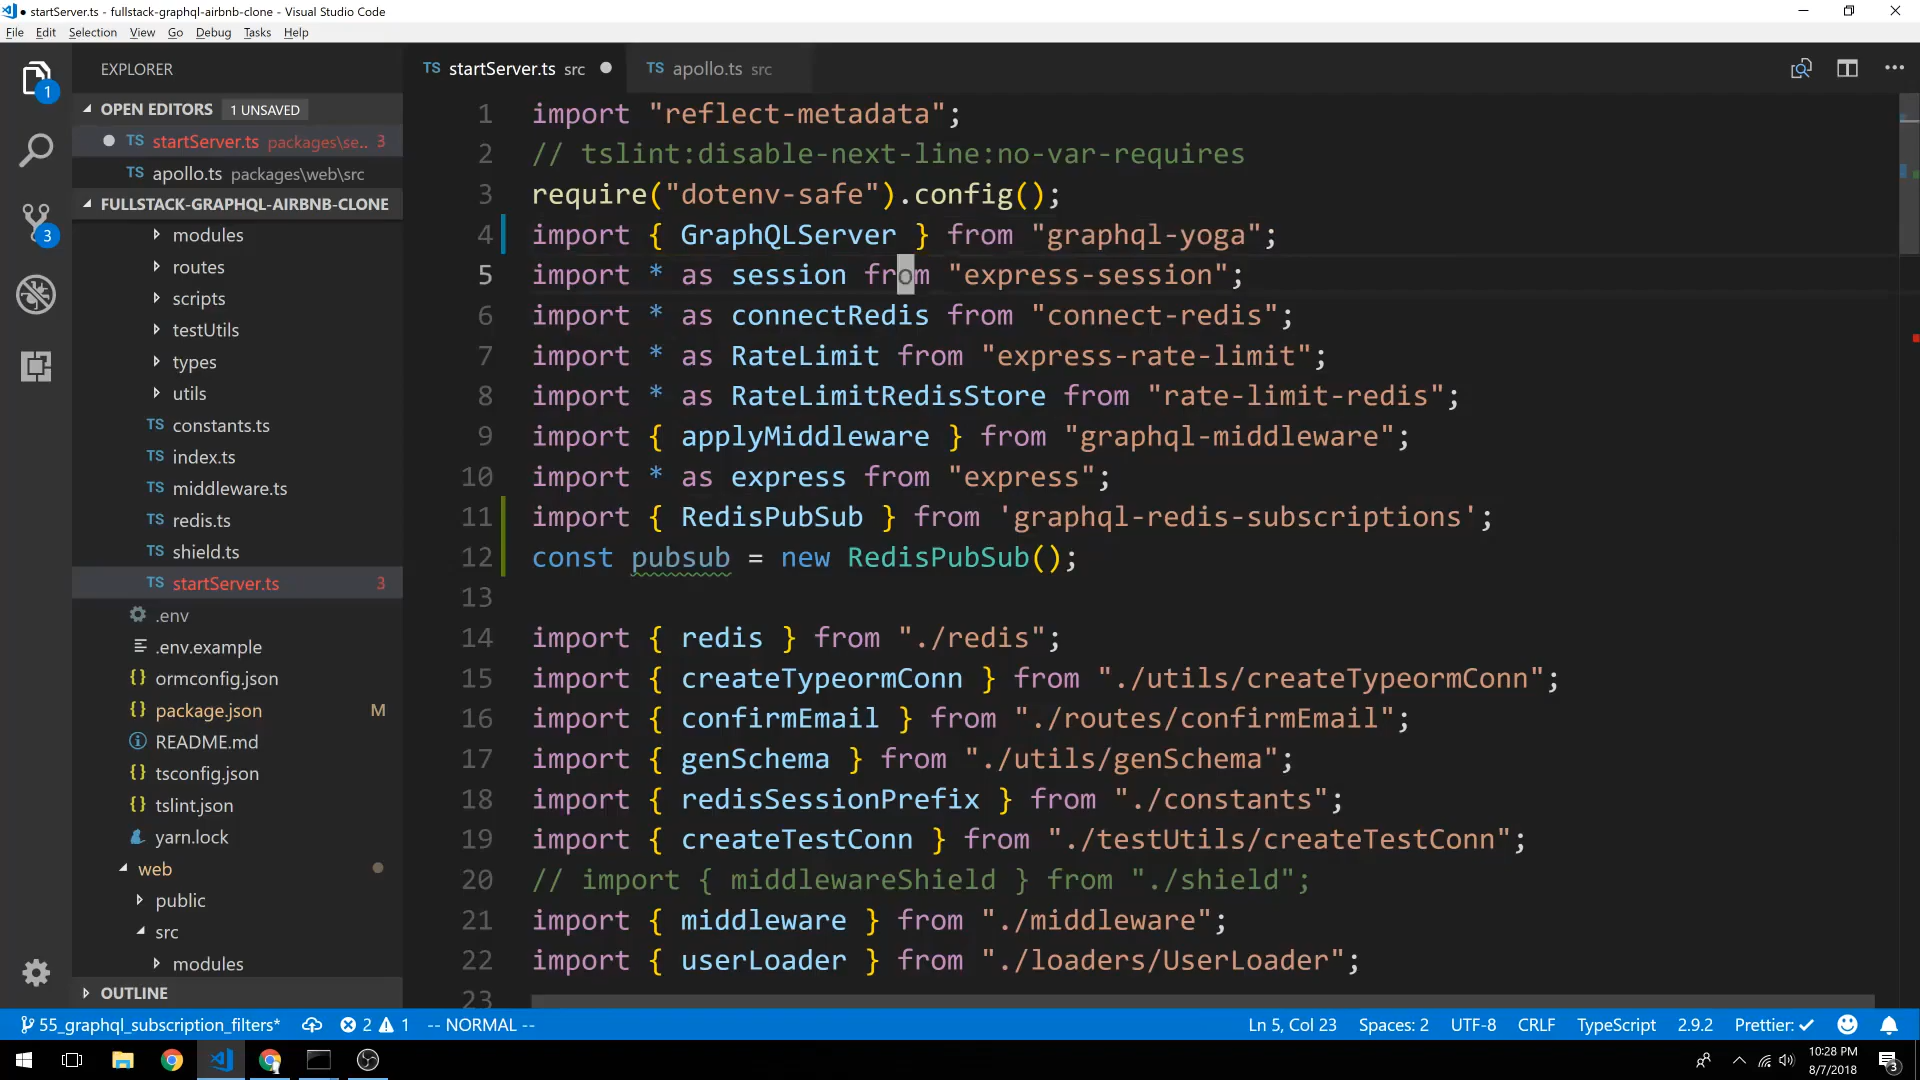 startServer.ts - fullstack-graphql-airbnb-clone - Visual Studio Code
File Edit Selection View Go Debug Tasks Help
EXPLORER
TS startServer.ts src
TS apollo.ts src
OPEN EDITORS 1 UNSAVED
TS startServer.ts packages\se.. 3
TS apollo.ts packages\web\src
FULLSTACK-GRAPHQL-AIRBNB-CLONE
modules
routes
scripts
testUtils
types
utils
TS constants.ts
TS index.ts
TS middleware.ts
TS redis.ts
TS shield.ts
TS startServer.ts 3
.env
.env.example
{} ormconfig.json
{} package.json M
README.md
{} tsconfig.json
{} tslint.json
yarn.lock
web
public
src
modules
OUTLINE
1
3
1 import "reflect-metadata";
2 // tslint:disable-next-line:no-var-requires
3 require("dotenv-safe").config();
4 import { GraphQLServer } from "graphql-yoga";
5 import * as session from "express-session";
6 import * as connectRedis from "connect-redis";
7 import * as RateLimit from "express-rate-limit";
8 import * as RateLimitRedisStore from "rate-limit-redis";
9 import { applyMiddleware } from "graphql-middleware";
10 import * as express from "express";
11 import { RedisPubSub } from 'graphql-redis-subscriptions';
12 const pubsub = new RedisPubSub();
13
14 import { redis } from "./redis";
15 import { createTypeormConn } from "./utils/createTypeormConn";
16 import { confirmEmail } from "./routes/confirmEmail";
17 import { genSchema } from "./utils/genSchema";
18 import { redisSessionPrefix } from "./constants";
19 import { createTestConn } from "./testUtils/createTestConn";
20 // import { middlewareShield } from "./shield";
21 import { middleware } from "./middleware";
22 import { userLoader } from "./loaders/UserLoader";
23
55_graphql_subscription_filters* 2 1 -- NORMAL -- Ln 5, Col 23 Spaces: 2 UTF-8 CRLF TypeScript 2.9.2 Prettier: ✓
10:28 PM
8/7/2018
3